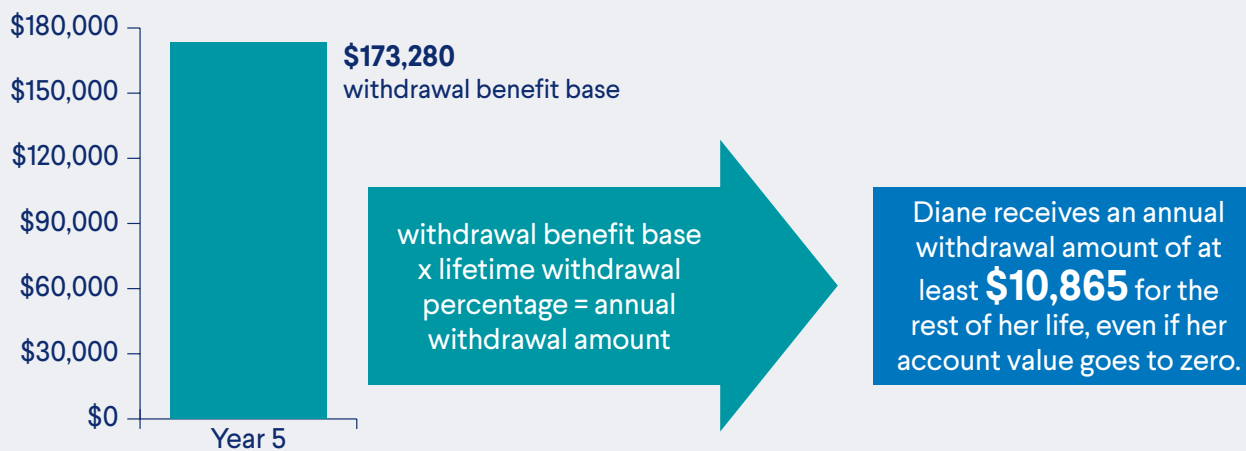 $180,000
$150,000
$120,000
$90,000
$60,000
$30,000
$0
Year 5
$173,280
withdrawal benefit base
withdrawal benefit base
x lifetime withdrawal
percentage = annual
withdrawal amount
Diane receives an annual
withdrawal amount of at
least $10,865 for the
rest of her life, even if her
account value goes to zero.